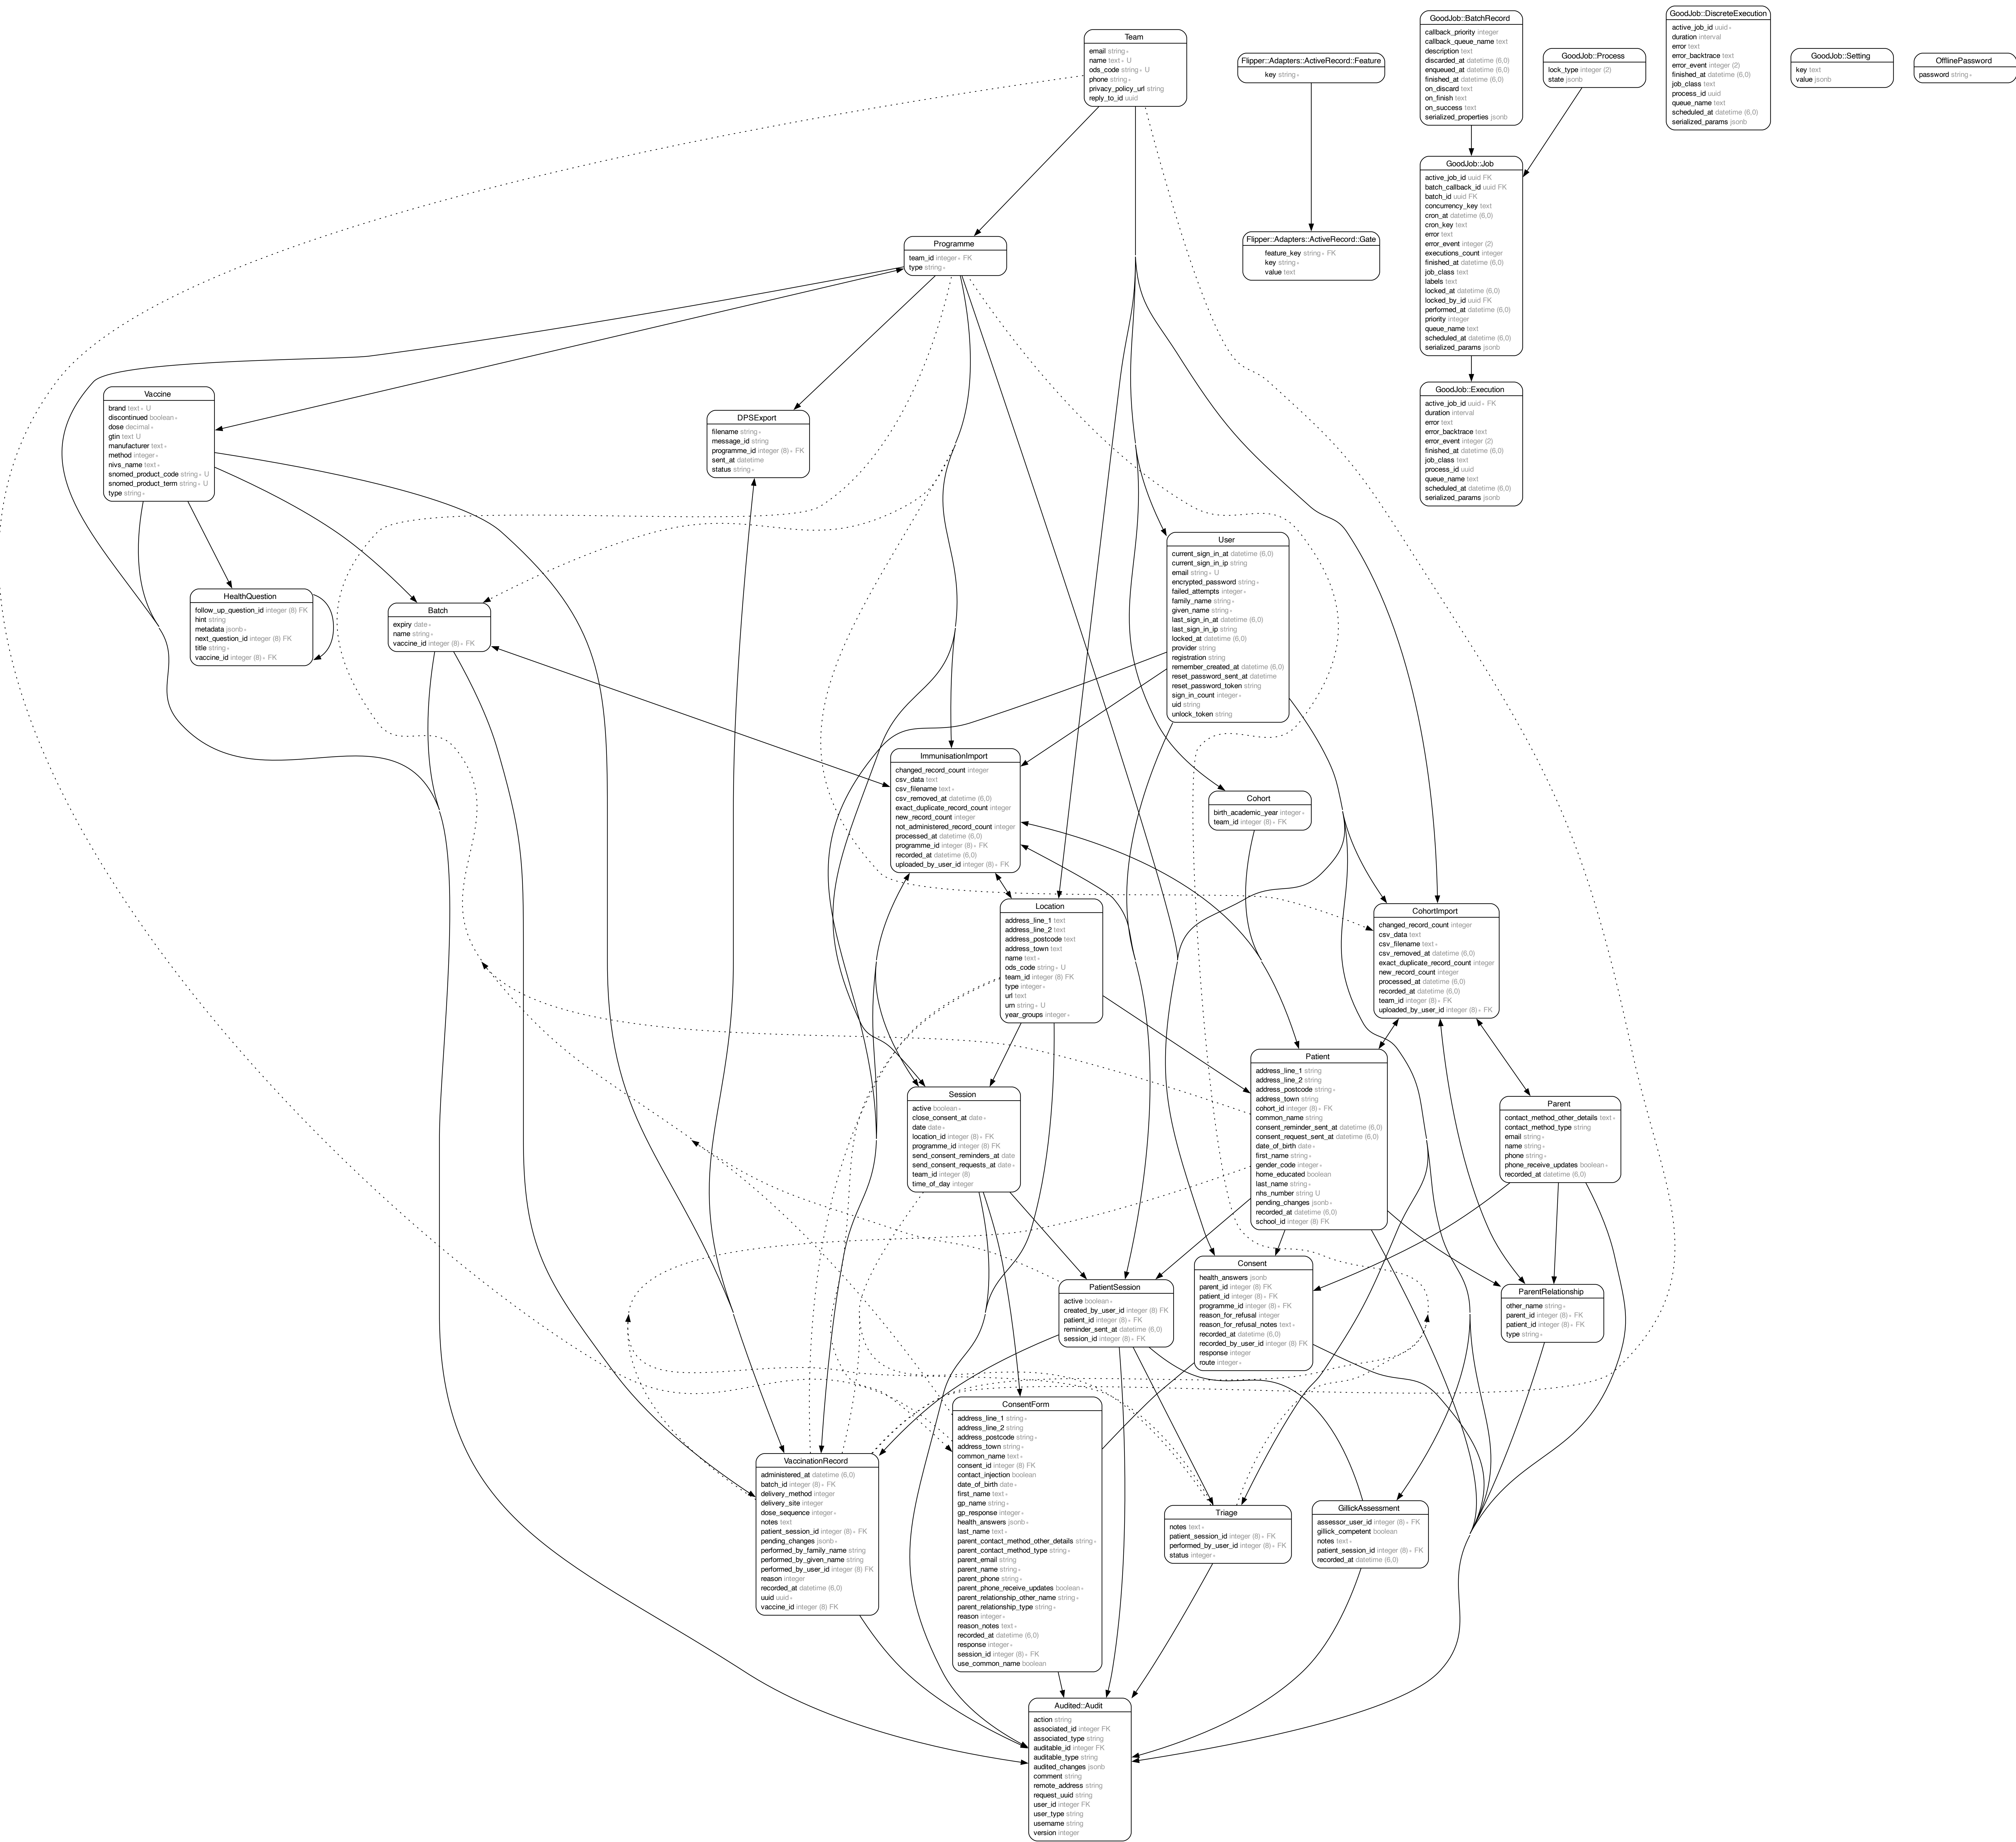 Team
email string ∗
name text ∗ U
ods_code string ∗ U
phone string ∗
privacy_policy_url string
reply_to_id uuid
Flipper::Adapters::ActiveRecord::Feature
key string ∗
GoodJob::BatchRecord
callback_priority integer
callback_queue_name text
description text
discarded_at datetime (6,0)
enqueued_at datetime (6,0)
finished_at datetime (6,0)
on_discard text
on_finish text
on_success text
serialized_properties jsonb
GoodJob::Process
lock_type integer (2)
state jsonb
GoodJob::DiscreteExecution
active_job_id uuid ∗
duration interval
error text
error_backtrace text
error_event integer (2)
finished_at datetime (6,0)
job_class text
process_id uuid
queue_name text
scheduled_at datetime (6,0)
serialized_params jsonb
GoodJob::Setting
key text
value jsonb
OfflinePassword
password string ∗
GoodJob::Job
active_job_id uuid FK
batch_callback_id uuid FK
batch_id uuid FK
concurrency_key text
cron_at datetime (6,0)
cron_key text
error text
error_event integer (2)
executions_count integer
finished_at datetime (6,0)
job_class text
labels text
locked_at datetime (6,0)
locked_by_id uuid FK
performed_at datetime (6,0)
priority integer
queue_name text
scheduled_at datetime (6,0)
serialized_params jsonb
Programme
team_id integer ∗ FK
type string ∗
Flipper::Adapters::ActiveRecord::Gate
feature_key string ∗ FK
key string ∗
value text
GoodJob::Execution
active_job_id uuid ∗ FK
duration interval
error text
error_backtrace text
error_event integer (2)
finished_at datetime (6,0)
job_class text
process_id uuid
queue_name text
scheduled_at datetime (6,0)
serialized_params jsonb
Vaccine
brand text ∗ U
discontinued boolean ∗
dose decimal ∗
gtin text U
manufacturer text ∗
method integer ∗
nivs_name text ∗
snomed_product_code string ∗ U
snomed_product_term string ∗ U
type string ∗
DPSExport
filename string ∗
message_id string
programme_id integer (8) ∗ FK
sent_at datetime
status string ∗
User
current_sign_in_at datetime (6,0)
current_sign_in_ip string
email string ∗ U
encrypted_password string ∗
failed_attempts integer ∗
family_name string ∗
given_name string ∗
last_sign_in_at datetime (6,0)
last_sign_in_ip string
locked_at datetime (6,0)
provider string
registration string
remember_created_at datetime (6,0)
reset_password_sent_at datetime
reset_password_token string
sign_in_count integer ∗
uid string
unlock_token string
HealthQuestion
follow_up_question_id integer (8) FK
hint string
metadata jsonb ∗
next_question_id integer (8) FK
title string ∗
vaccine_id integer (8) ∗ FK
Batch
expiry date ∗
name string ∗
vaccine_id integer (8) ∗ FK
ImmunisationImport
changed_record_count integer
csv_data text
csv_filename text ∗
csv_removed_at datetime (6,0)
exact_duplicate_record_count integer
new_record_count integer
not_administered_record_count integer
processed_at datetime (6,0)
programme_id integer (8) ∗ FK
recorded_at datetime (6,0)
uploaded_by_user_id integer (8) ∗ FK
Cohort
birth_academic_year integer ∗
team_id integer (8) ∗ FK
Location
address_line_1 text
address_line_2 text
address_postcode text
address_town text
name text ∗
ods_code string ∗ U
team_id integer (8) FK
type integer ∗
url text
urn string ∗ U
year_groups integer ∗
CohortImport
changed_record_count integer
csv_data text
csv_filename text ∗
csv_removed_at datetime (6,0)
exact_duplicate_record_count integer
new_record_count integer
processed_at datetime (6,0)
recorded_at datetime (6,0)
team_id integer (8) ∗ FK
uploaded_by_user_id integer (8) ∗ FK
Patient
address_line_1 string
address_line_2 string
address_postcode string ∗
address_town string
cohort_id integer (8) ∗ FK
common_name string
consent_reminder_sent_at datetime (6,0)
consent_request_sent_at datetime (6,0)
date_of_birth date ∗
first_name string ∗
gender_code integer ∗
home_educated boolean
last_name string ∗
nhs_number string U
pending_changes jsonb ∗
recorded_at datetime (6,0)
school_id integer (8) FK
Session
active boolean ∗
close_consent_at date ∗
date date ∗
location_id integer (8) ∗ FK
programme_id integer (8) FK
send_consent_reminders_at date
send_consent_requests_at date ∗
team_id integer (8)
time_of_day integer
Parent
contact_method_other_details text ∗
contact_method_type string
email string ∗
name string ∗
phone string ∗
phone_receive_updates boolean ∗
recorded_at datetime (6,0)
PatientSession
active boolean ∗
created_by_user_id integer (8) FK
patient_id integer (8) ∗ FK
reminder_sent_at datetime (6,0)
session_id integer (8) ∗ FK
Consent
health_answers jsonb
parent_id integer (8) FK
patient_id integer (8) ∗ FK
programme_id integer (8) ∗ FK
reason_for_refusal integer
reason_for_refusal_notes text ∗
recorded_at datetime (6,0)
recorded_by_user_id integer (8) FK
response integer
route integer ∗
ParentRelationship
other_name string ∗
parent_id integer (8) ∗ FK
patient_id integer (8) ∗ FK
type string ∗
VaccinationRecord
administered_at datetime (6,0)
batch_id integer (8) ∗ FK
delivery_method integer
delivery_site integer
dose_sequence integer ∗
notes text
patient_session_id integer (8) ∗ FK
pending_changes jsonb ∗
performed_by_family_name string
performed_by_given_name string
performed_by_user_id integer (8) FK
reason integer
recorded_at datetime (6,0)
uuid uuid ∗
vaccine_id integer (8) FK
ConsentForm
address_line_1 string ∗
address_line_2 string
address_postcode string ∗
address_town string ∗
common_name text ∗
consent_id integer (8) FK
contact_injection boolean
date_of_birth date ∗
first_name text ∗
gp_name string ∗
gp_response integer ∗
health_answers jsonb ∗
last_name text ∗
parent_contact_method_other_details string ∗
parent_contact_method_type string ∗
parent_email string
parent_name string ∗
parent_phone string ∗
parent_phone_receive_updates boolean ∗
parent_relationship_other_name string ∗
parent_relationship_type string ∗
reason integer ∗
reason_notes text ∗
recorded_at datetime (6,0)
response integer ∗
session_id integer (8) ∗ FK
use_common_name boolean
Triage
notes text ∗
patient_session_id integer (8) ∗ FK
performed_by_user_id integer (8) ∗ FK
status integer ∗
GillickAssessment
assessor_user_id integer (8) ∗ FK
gillick_competent boolean
notes text ∗
patient_session_id integer (8) ∗ FK
recorded_at datetime (6,0)
Audited::Audit
action string
associated_id integer FK
associated_type string
auditable_id integer FK
auditable_type string
audited_changes jsonb
comment string
remote_address string
request_uuid string
user_id integer FK
user_type string
username string
version integer